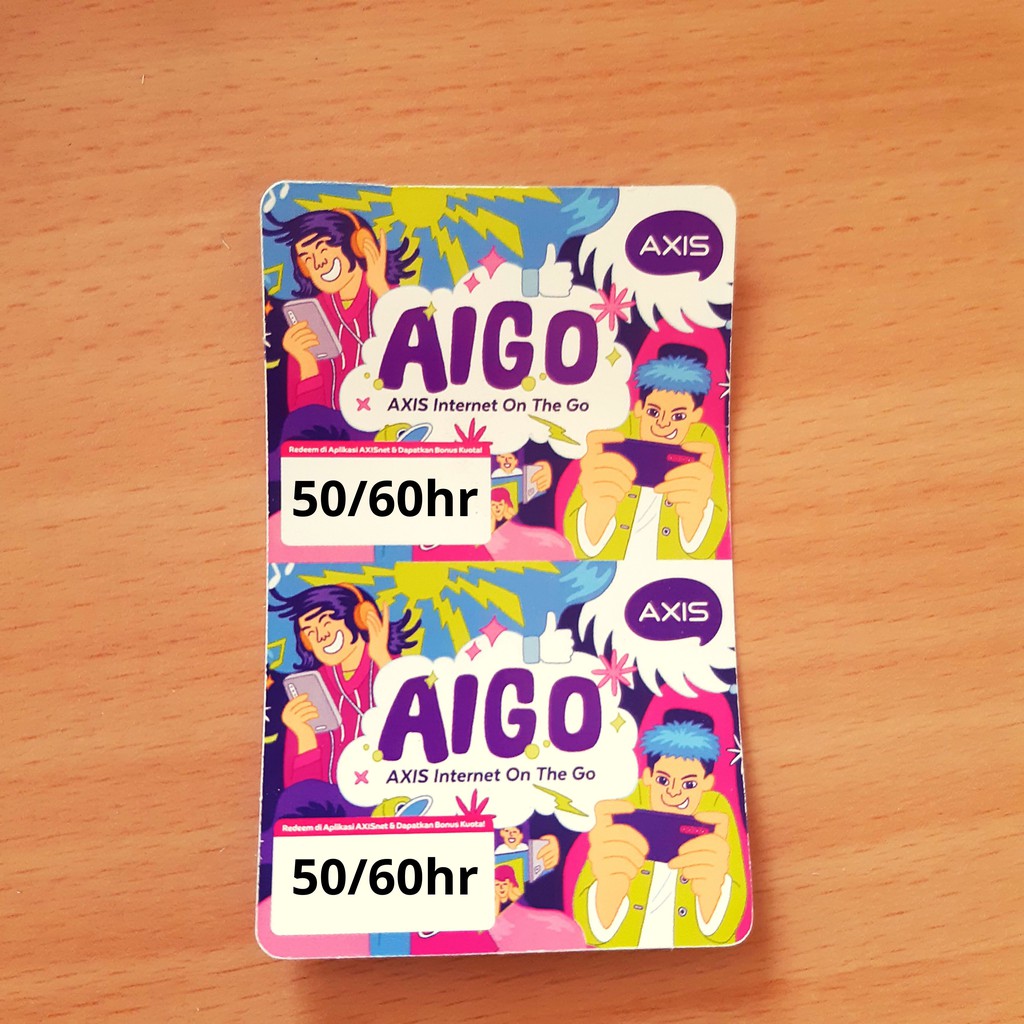 AXIS
AIGO
AXIS Internet On The Go
Redeem di Aplikasi AXISnet & Dapatkan Bonus Kuota!
50/60hr
AXIS
AIGO
AXIS Internet On The Go
Redeem di Aplikasi AXISnet & Dapatkan Bonus Kuota!
50/60hr